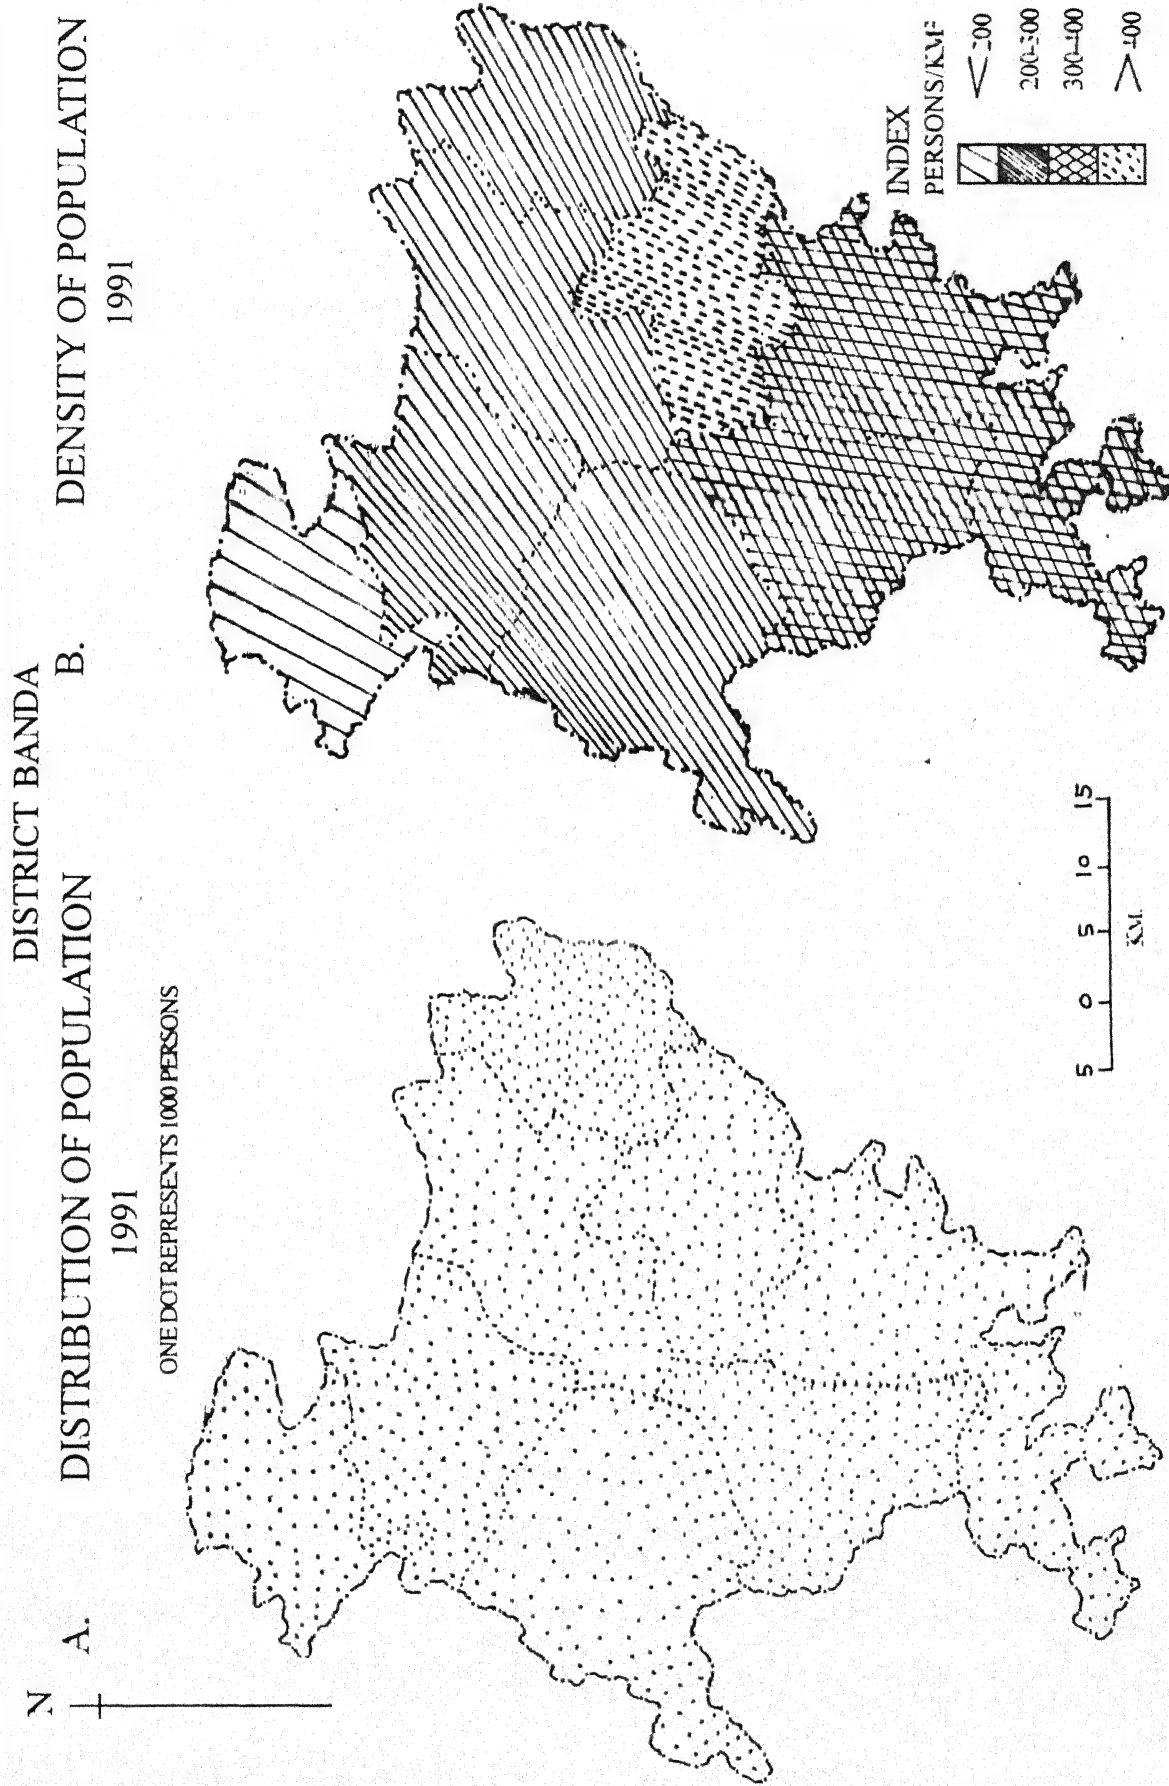 DISTRICT BANDA
N
A. DISTRIBUTION OF POPULATION
1991
ONE DOT REPRESENTS 1000 PERSONS
B. DENSITY OF POPULATION
1991
INDEX
PERSONS/KM²
<200
200-300
300-400
>400
5 0 5 10 15
KM.